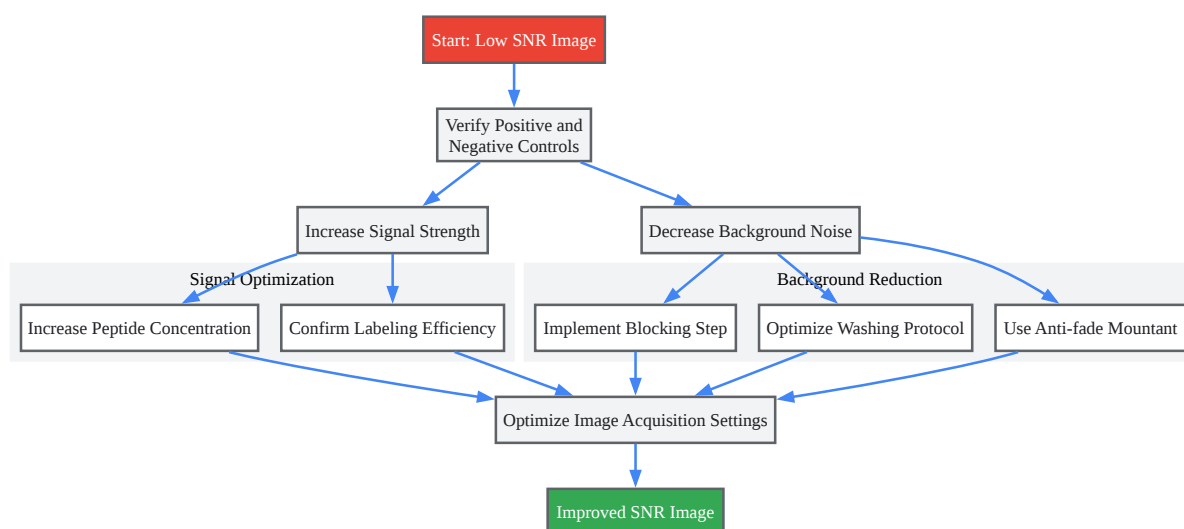 Start: Low SNR Image
Verify Positive and
Negative Controls
Increase Signal Strength
Decrease Background Noise
Signal Optimization
Background Reduction
Increase Peptide Concentration
Confirm Labeling Efficiency
Implement Blocking Step
Optimize Washing Protocol
Use Anti-fade Mountant
Optimize Image Acquisition Settings
Improved SNR Image